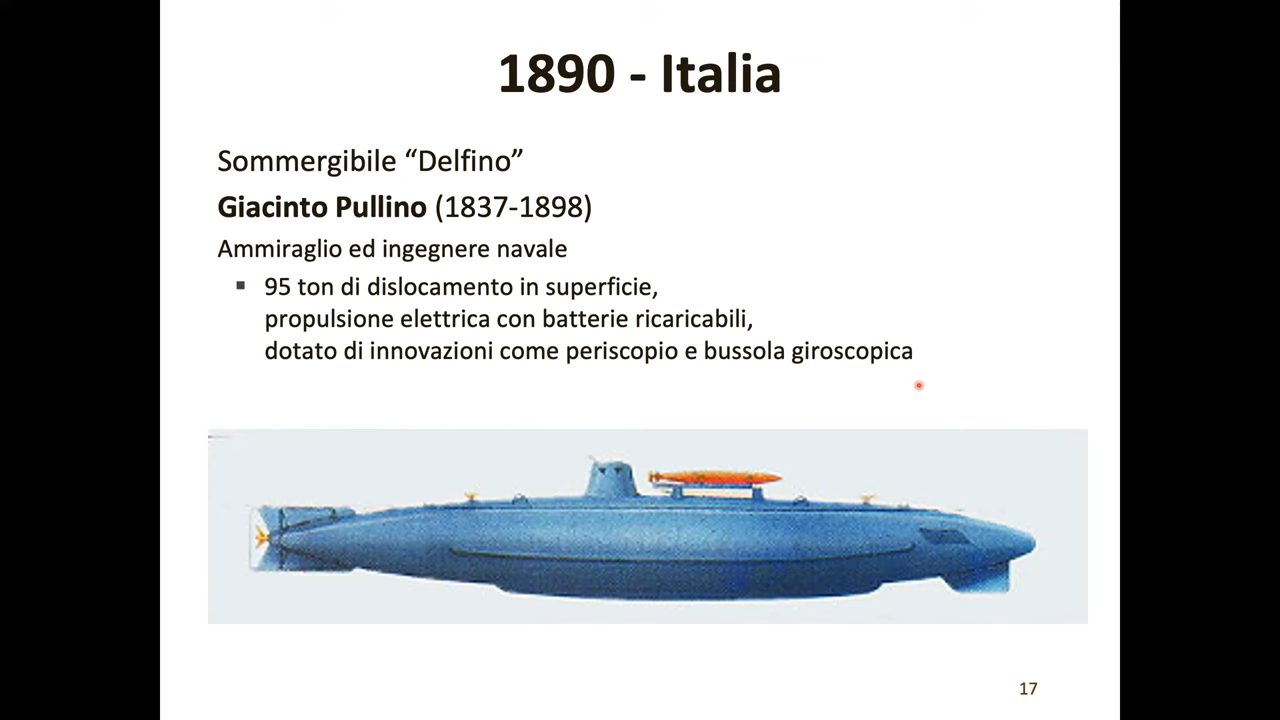 1890 - Italia
Sommergibile “Delfino”
Giacinto Pullino (1837-1898)
Ammiraglio ed ingegnere navale
▪ 95 ton di dislocamento in superficie,
propulsione elettrica con batterie ricaricabili,
dotato di innovazioni come periscopio e bussola giroscopica
17